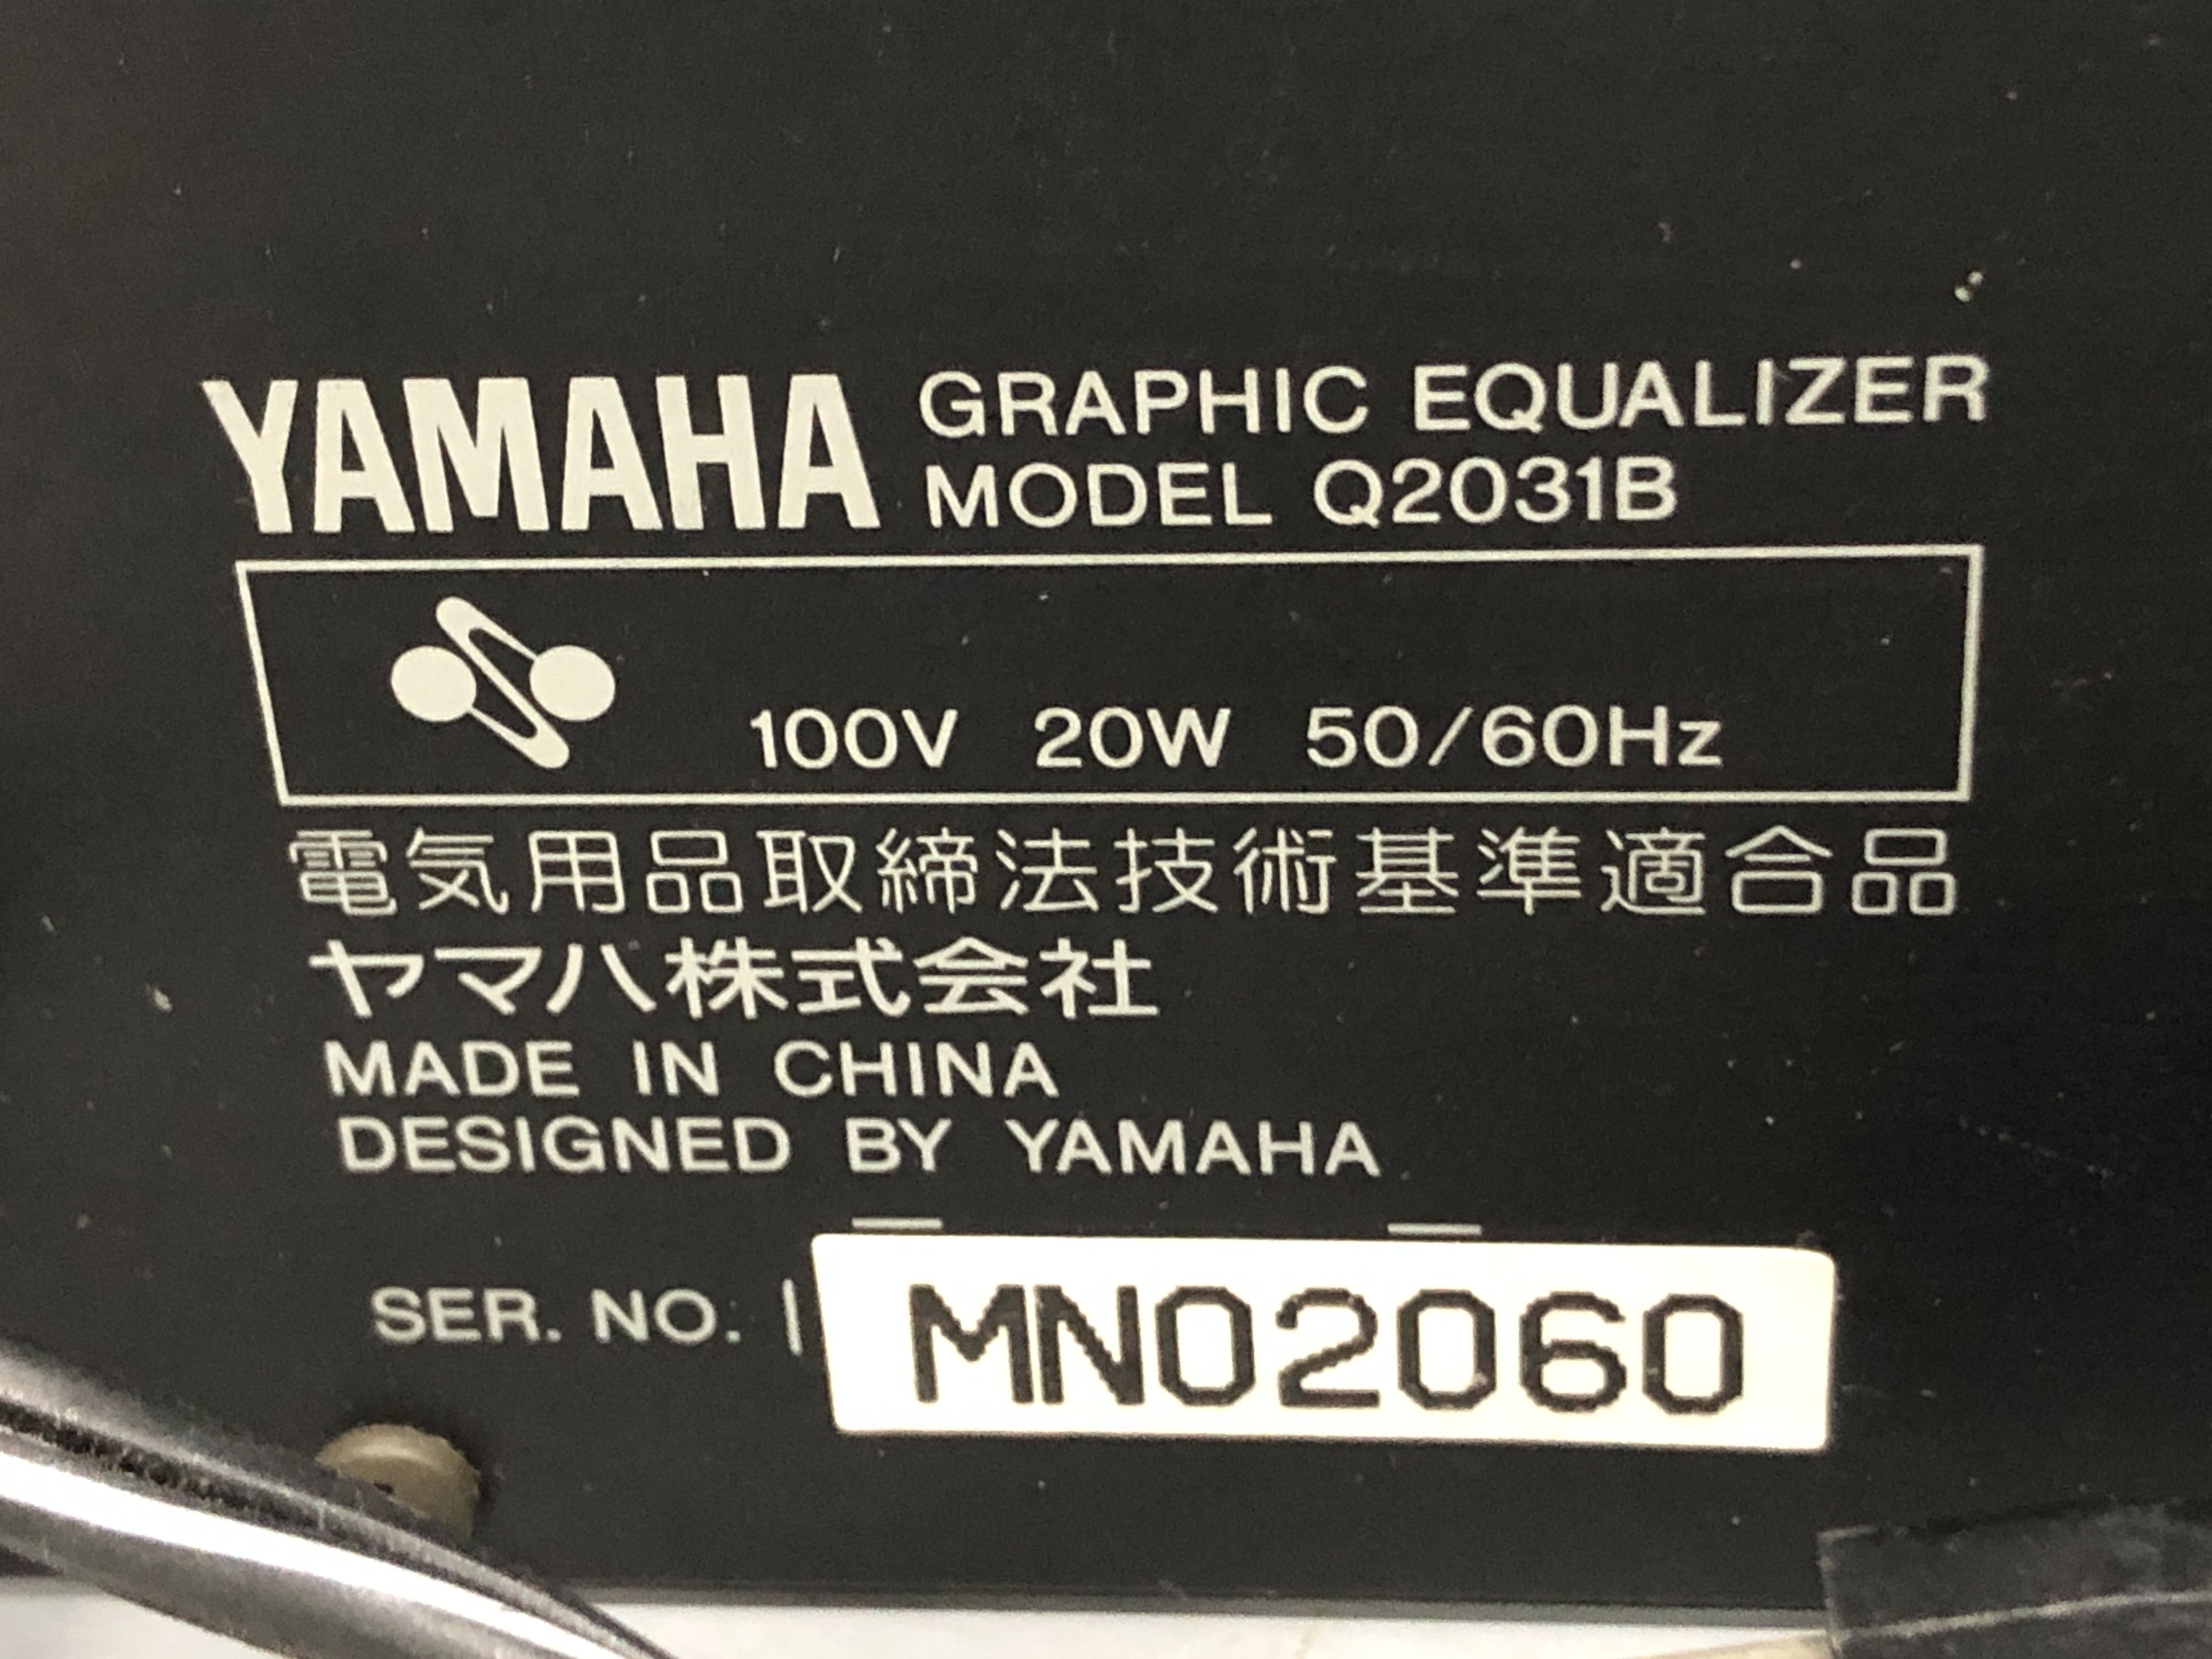 YAMAHA GRAPHIC EQUALIZER
MODEL Q2031B
100V 20W 50/60Hz
電気用品取締法技術基準適合品
ヤマハ株式会社
MADE IN CHINA
DESIGNED BY YAMAHA
SER. NO. MN02060